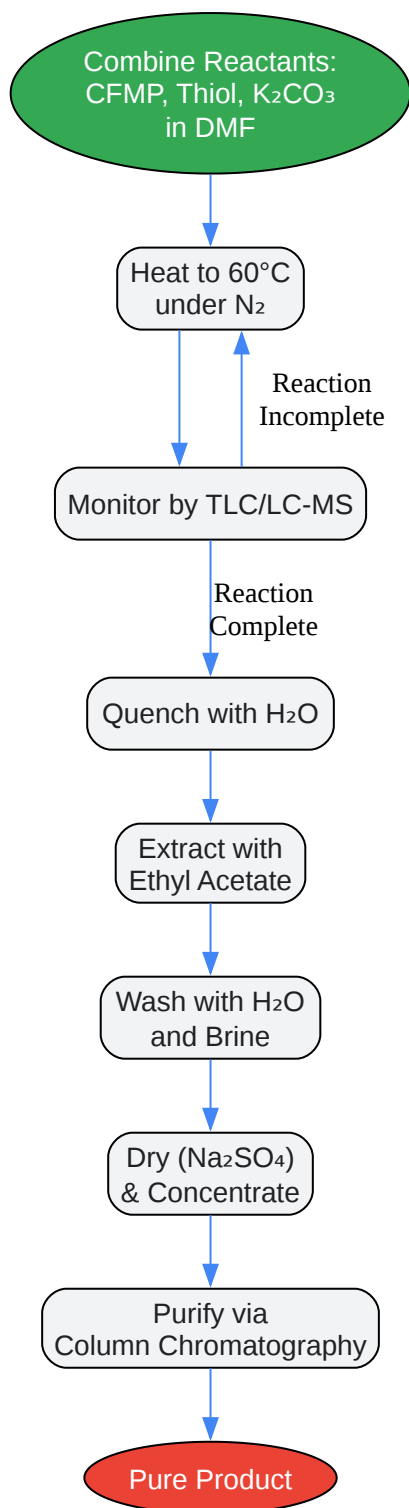 Combine Reactants:
CFMP, Thiol, K₂CO₃
in DMF
Heat to 60°C
under N₂
Reaction
Incomplete
Monitor by TLC/LC-MS
Reaction
Complete
Quench with H₂O
Extract with
Ethyl Acetate
Wash with H₂O
and Brine
Dry (Na₂SO₄)
& Concentrate
Purify via
Column Chromatography
Pure Product